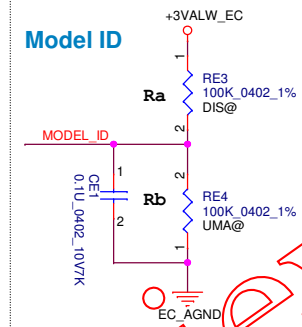 +3VALW_EC
Model ID
1
Ra
RE3
100K_0402_1%
DIS@
2
MODEL_ID
1
CE1
0.1U_0402_10V7K
2
2
Rb
RE4
100K_0402_1%
UMA@
1
EC_AGND